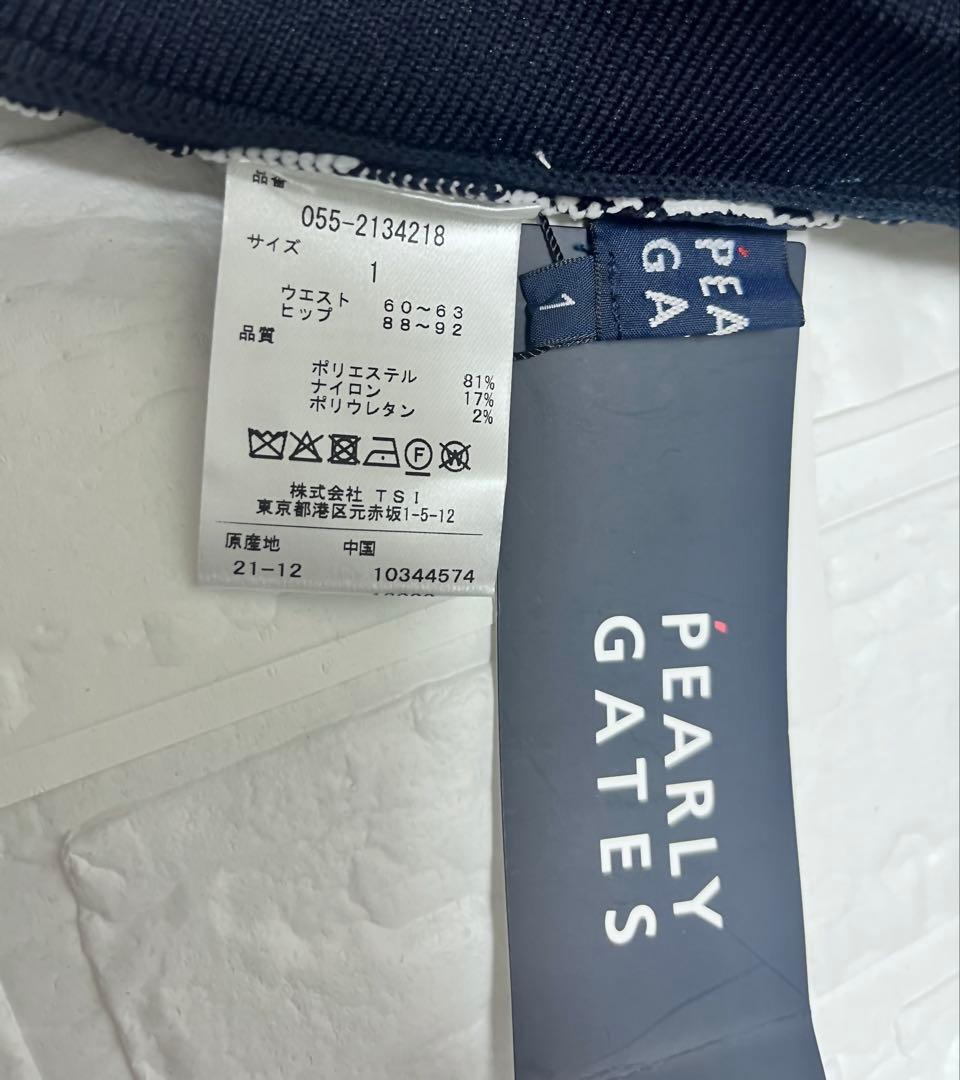 品番
055-2134218
サイズ
1
ウエスト 60～63
ヒップ 88～92
品質
ポリエステル 81%
ナイロン 17%
ポリウレタン 2%
F
W
株式会社 TSI
東京都港区元赤坂1-5-12
原産地 中国
21-12 10344574
1
PEA
GA
PEARLY
GATES